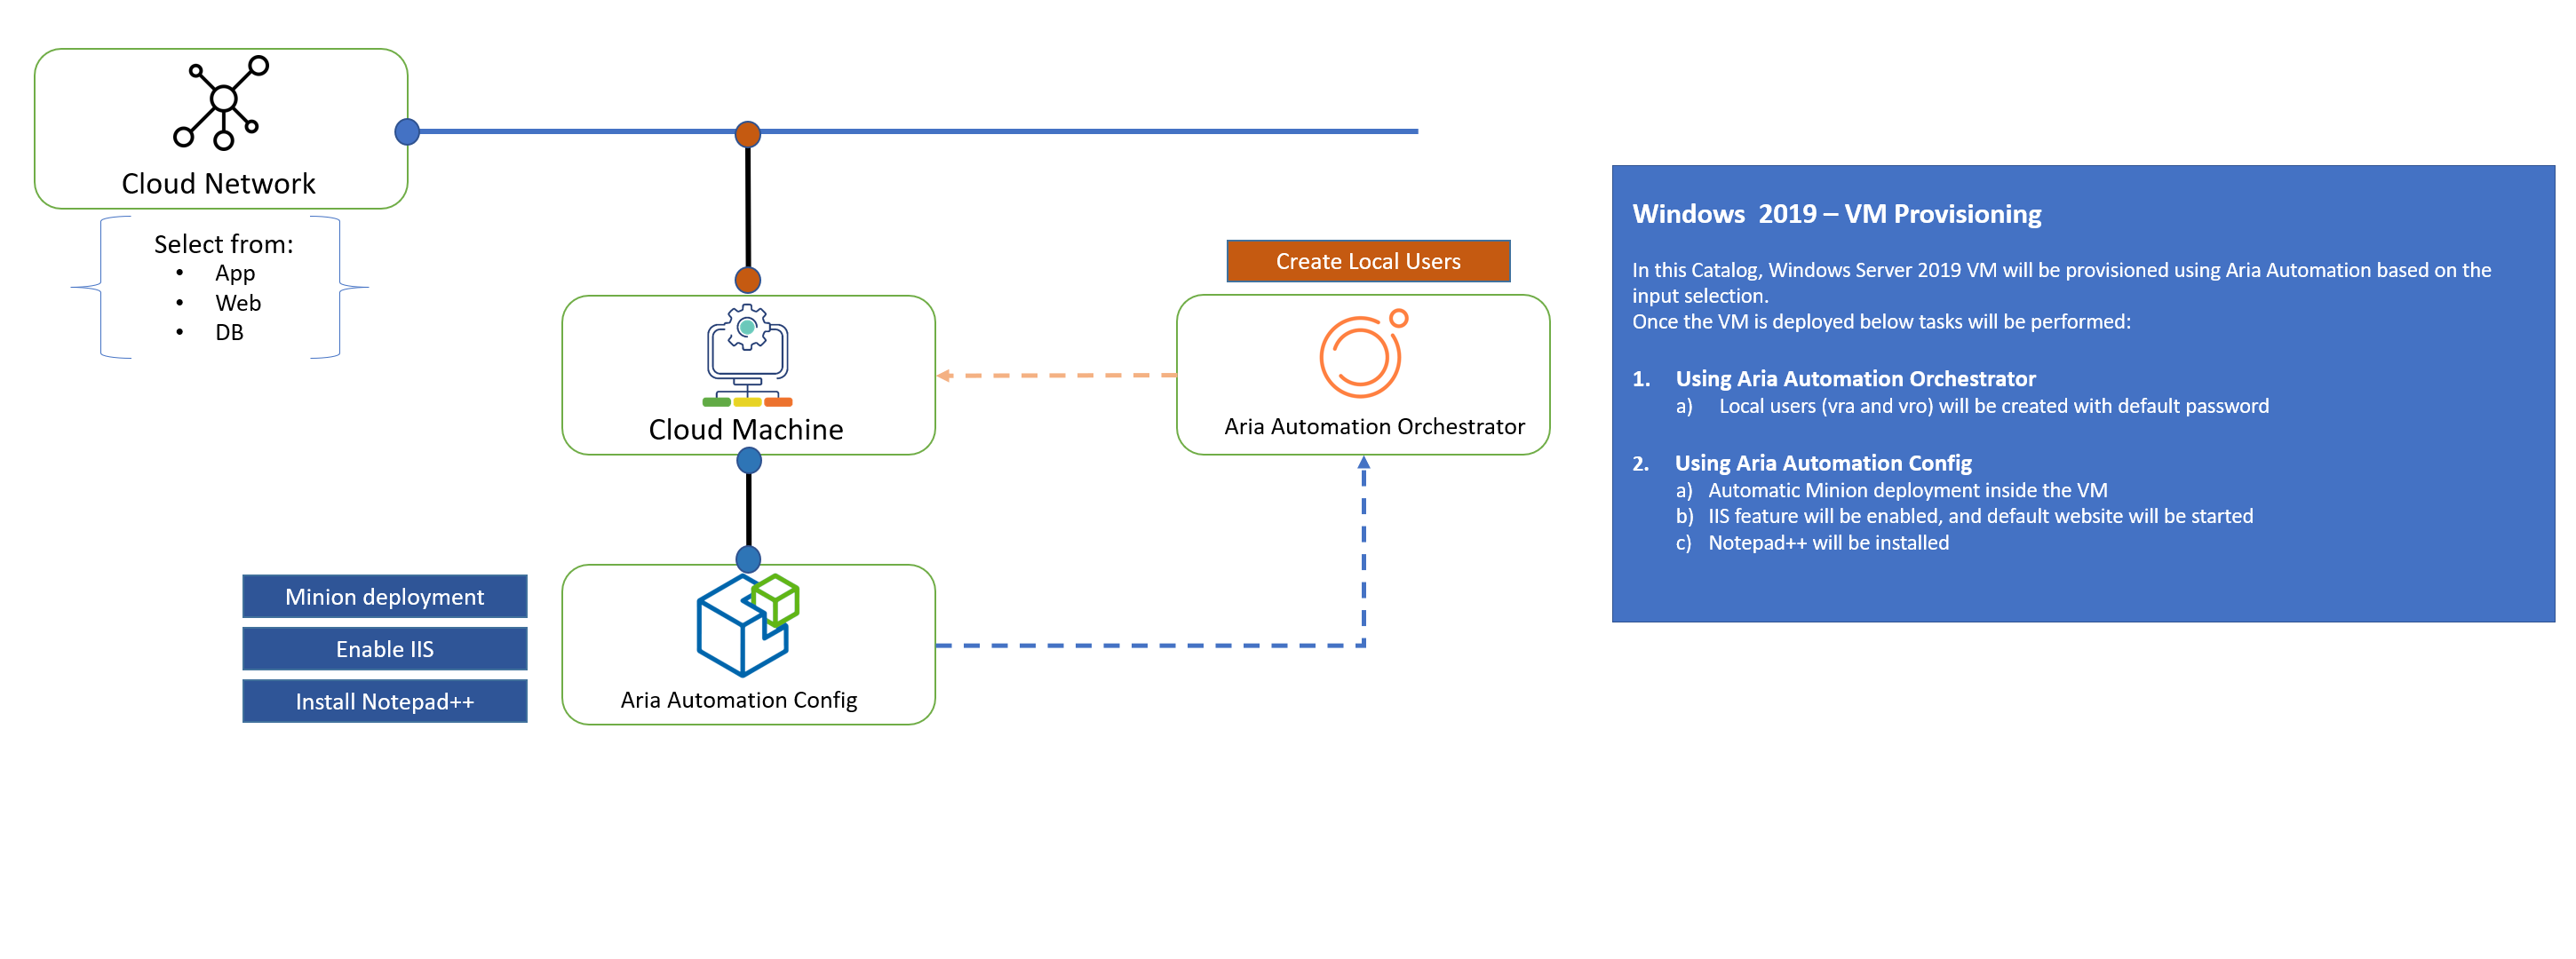 Cloud Network
Select from:
• App
• Web
• DB
Create Local Users
Cloud Machine
Aria Automation Orchestrator
Minion deployment
Enable IIS
Install Notepad++
Aria Automation Config
Windows 2019 – VM Provisioning
In this Catalog, Windows Server 2019 VM will be provisioned using Aria Automation based on the
input selection.
Once the VM is deployed below tasks will be performed:
1. Using Aria Automation Orchestrator
a) Local users (vra and vro) will be created with default password
2. Using Aria Automation Config
a) Automatic Minion deployment inside the VM
b) IIS feature will be enabled, and default website will be started
c) Notepad++ will be installed